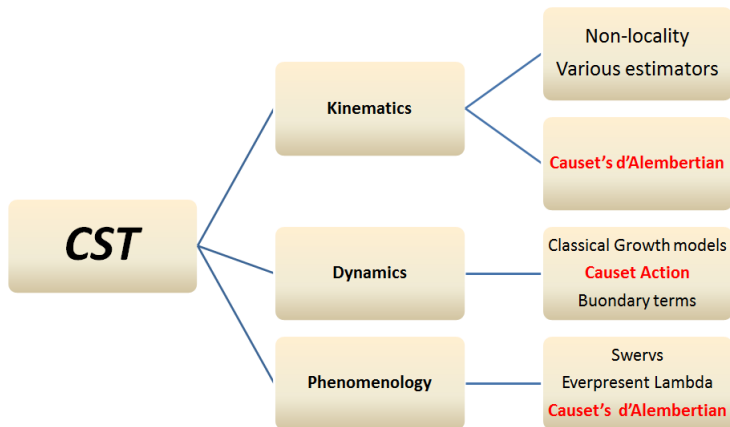 CST
Kinematics
Non-locality
Various estimators
Causet's d'Alembertian
Dynamics
Classical Growth models
Causet Action
Buondary terms
Phenomenology
Swervs
Everpresent Lambda
Causet's d'Alembertian